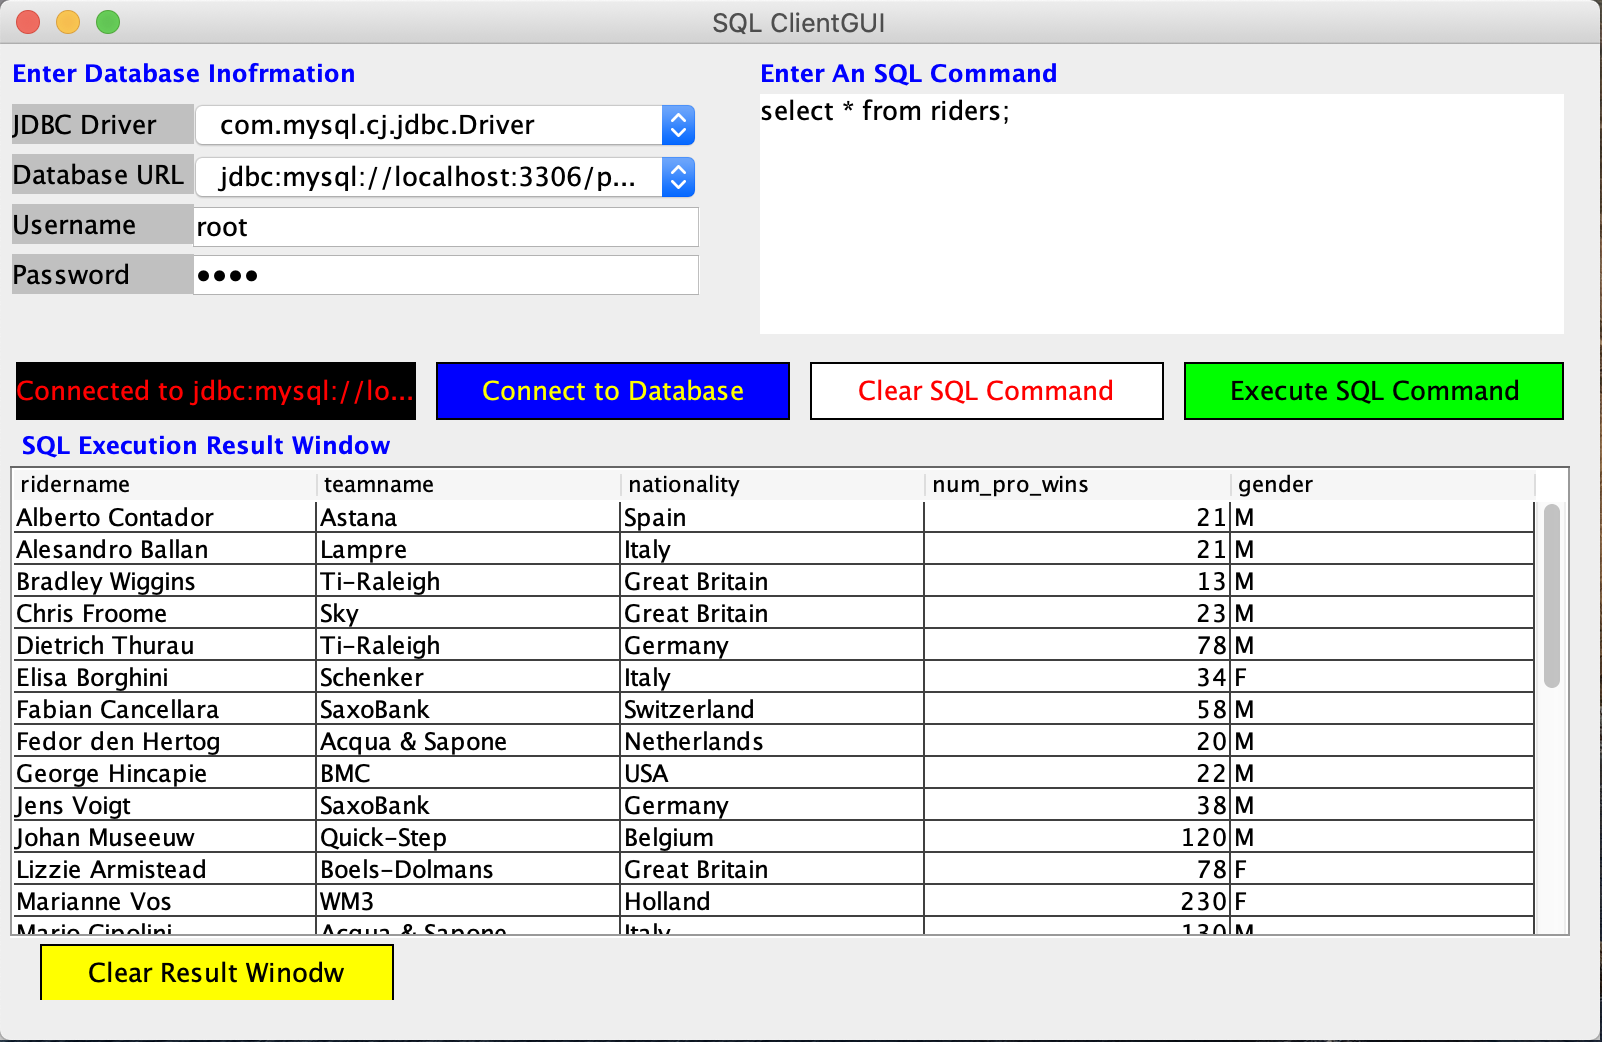 SQL ClientGUI
Enter Database Inofrmation
JDBC Driver com.mysql.cj.jdbc.Driver
Database URL jdbc:mysql://localhost:3306/p...
Username root
Password ••••
Enter An SQL Command
select * from riders;
Connected to jdbc:mysql://lo... Connect to Database Clear SQL Command Execute SQL Command
SQL Execution Result Window
ridername teamname nationality num_pro_wins gender
Alberto Contador Astana Spain 21 M
Alesandro Ballan Lampre Italy 21 M
Bradley Wiggins Ti-Raleigh Great Britain 13 M
Chris Froome Sky Great Britain 23 M
Dietrich Thurau Ti-Raleigh Germany 78 M
Elisa Borghini Schenker Italy 34 F
Fabian Cancellara SaxoBank Switzerland 58 M
Fedor den Hertog Acqua & Sapone Netherlands 20 M
George Hincapie BMC USA 22 M
Jens Voigt SaxoBank Germany 38 M
Johan Museeuw Quick-Step Belgium 120 M
Lizzie Armistead Boels-Dolmans Great Britain 78 F
Marianne Vos WM3 Holland 230 F
Mario Cipolini Acqua & Sapone Italy 130 M
Clear Result Winodw